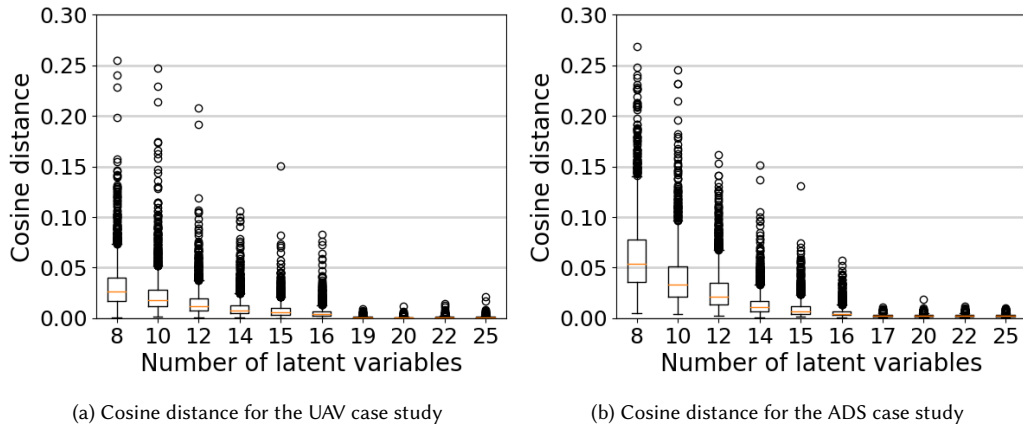 0.30
0.25
0.20
0.15
0.10
0.05
0.00
Cosine distance
8 10 12 14 15 16 19 20 22 25
Number of latent variables
(a) Cosine distance for the UAV case study
0.30
0.25
0.20
0.15
0.10
0.05
0.00
Cosine distance
8 10 12 14 15 16 17 20 22 25
Number of latent variables
(b) Cosine distance for the ADS case study